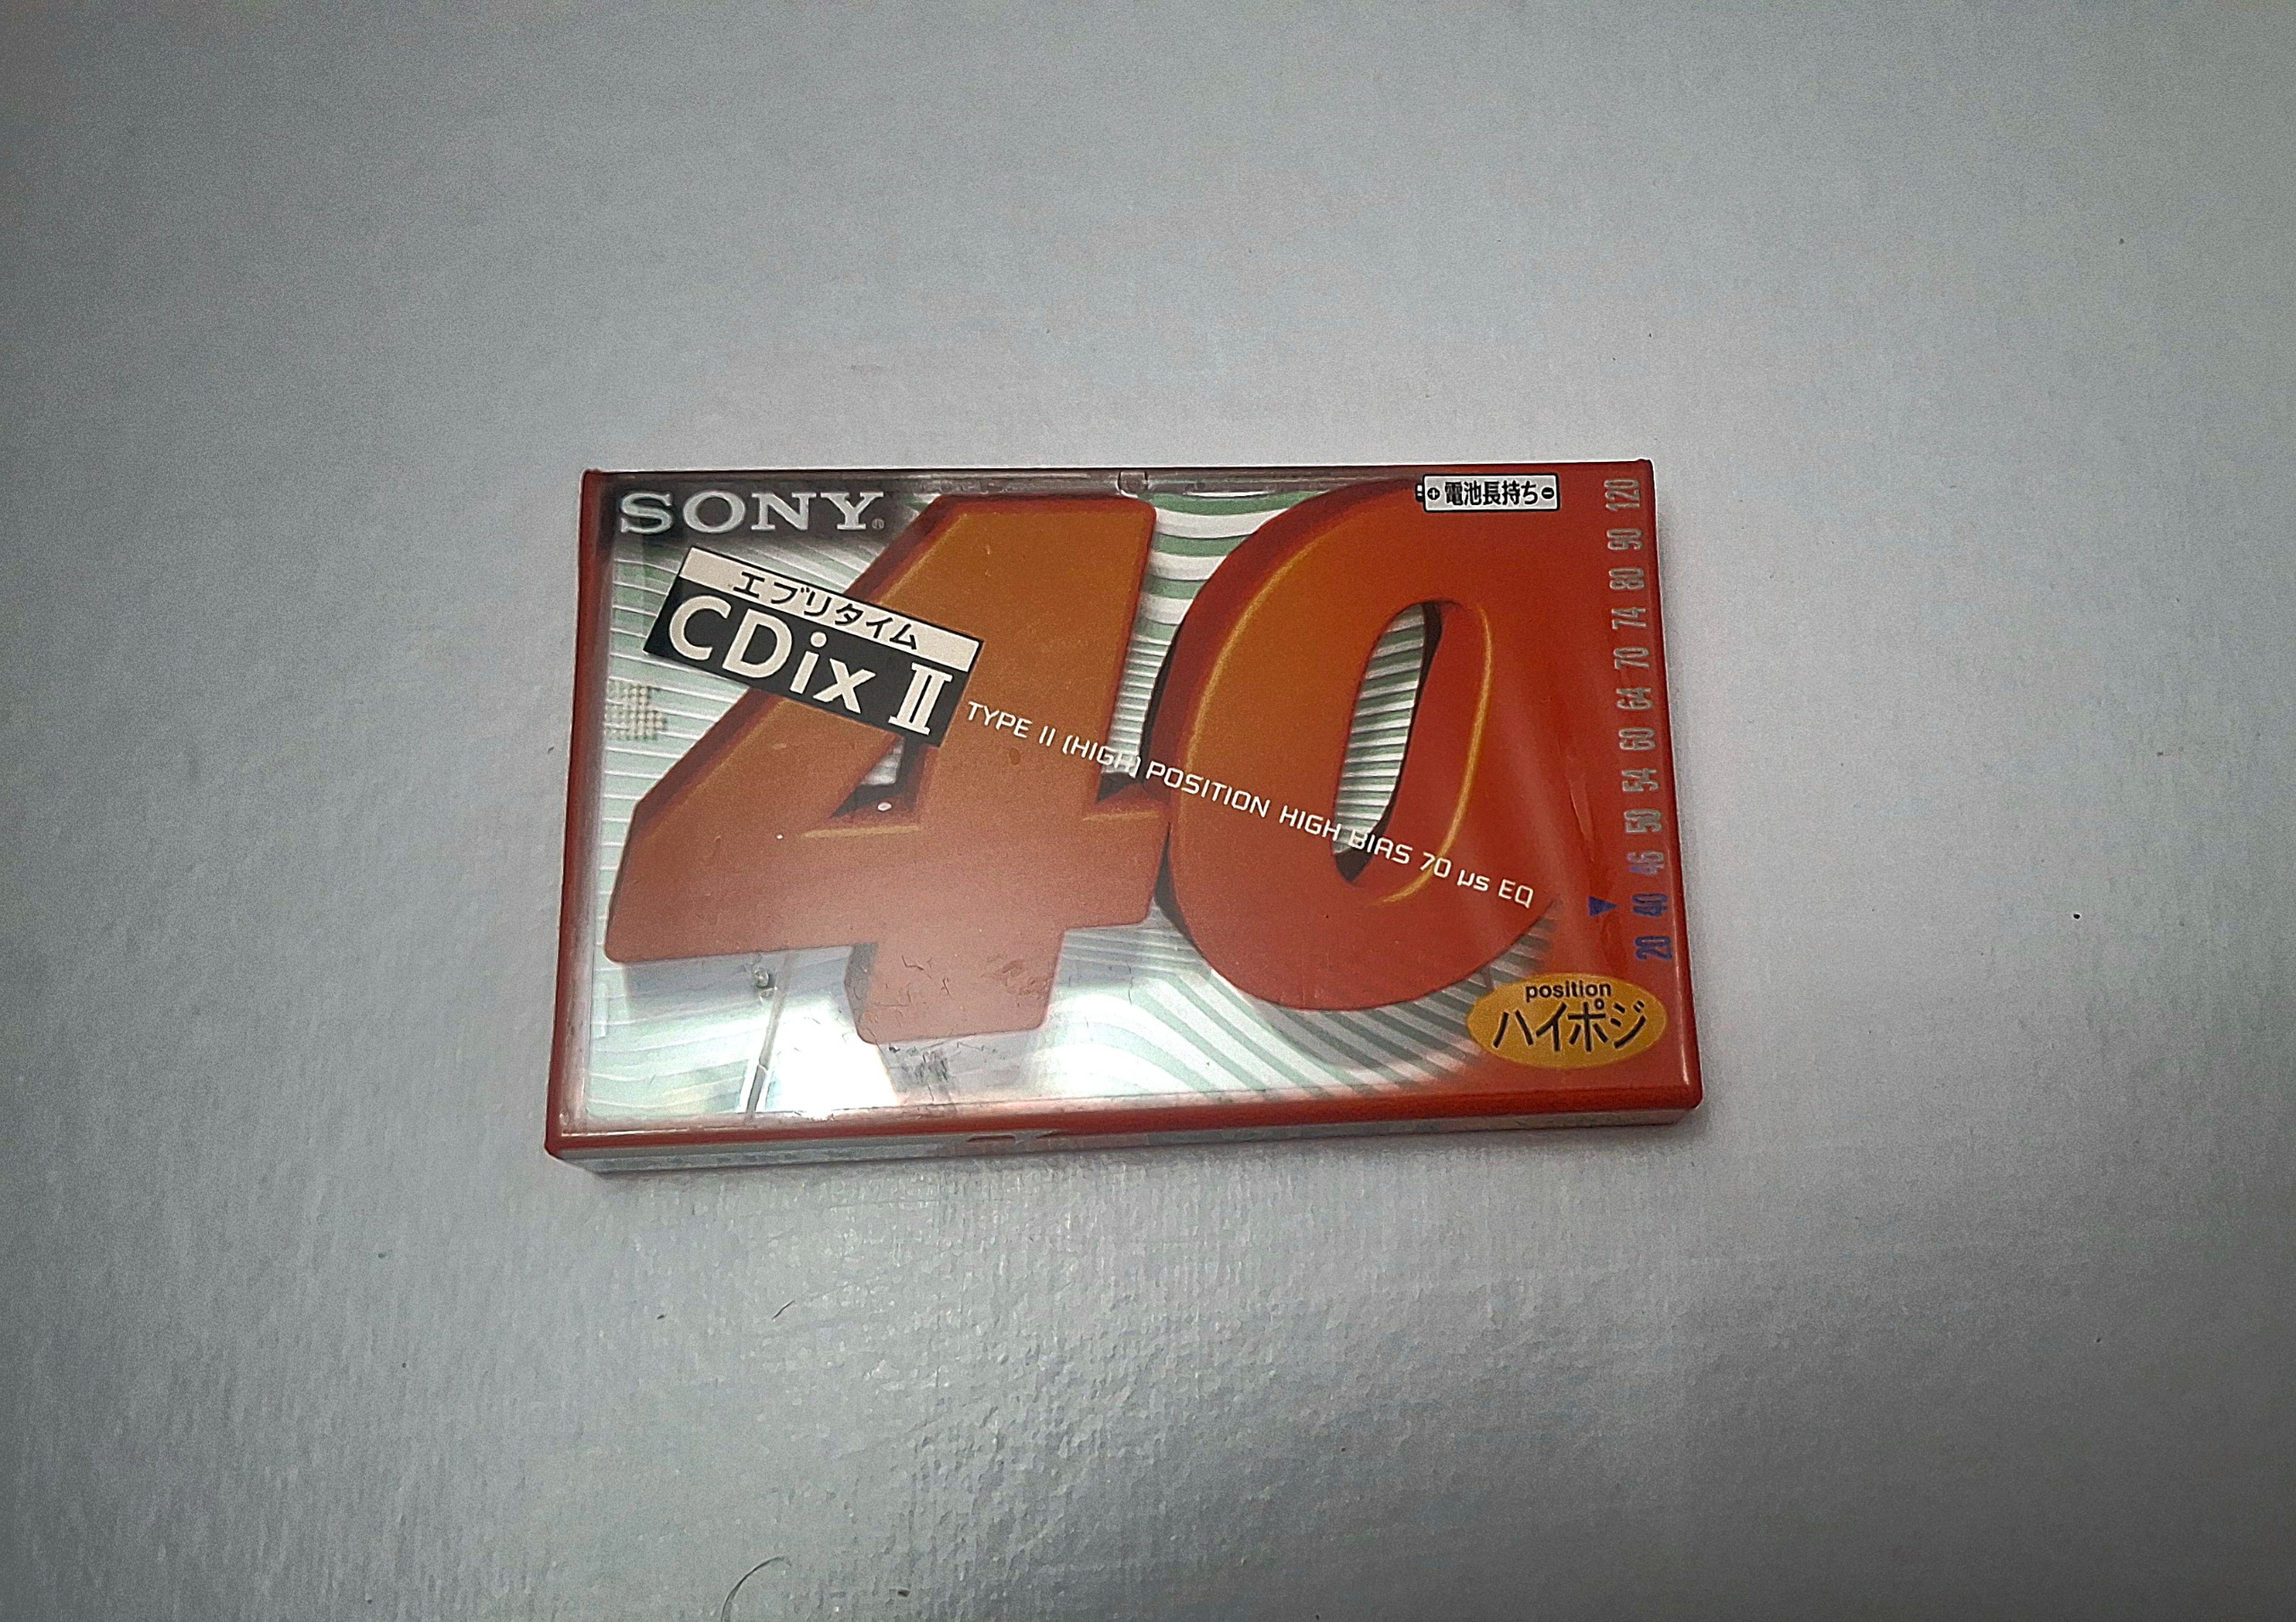 SONY®
⊕電池長持ち⊖
エブリタイム
CDix II
40
TYPE II (HIGH) POSITION HIGH BIAS 70 µs EQ
20 40 46 50 54 60 64 70 74 80 90 120
position
ハイポジ